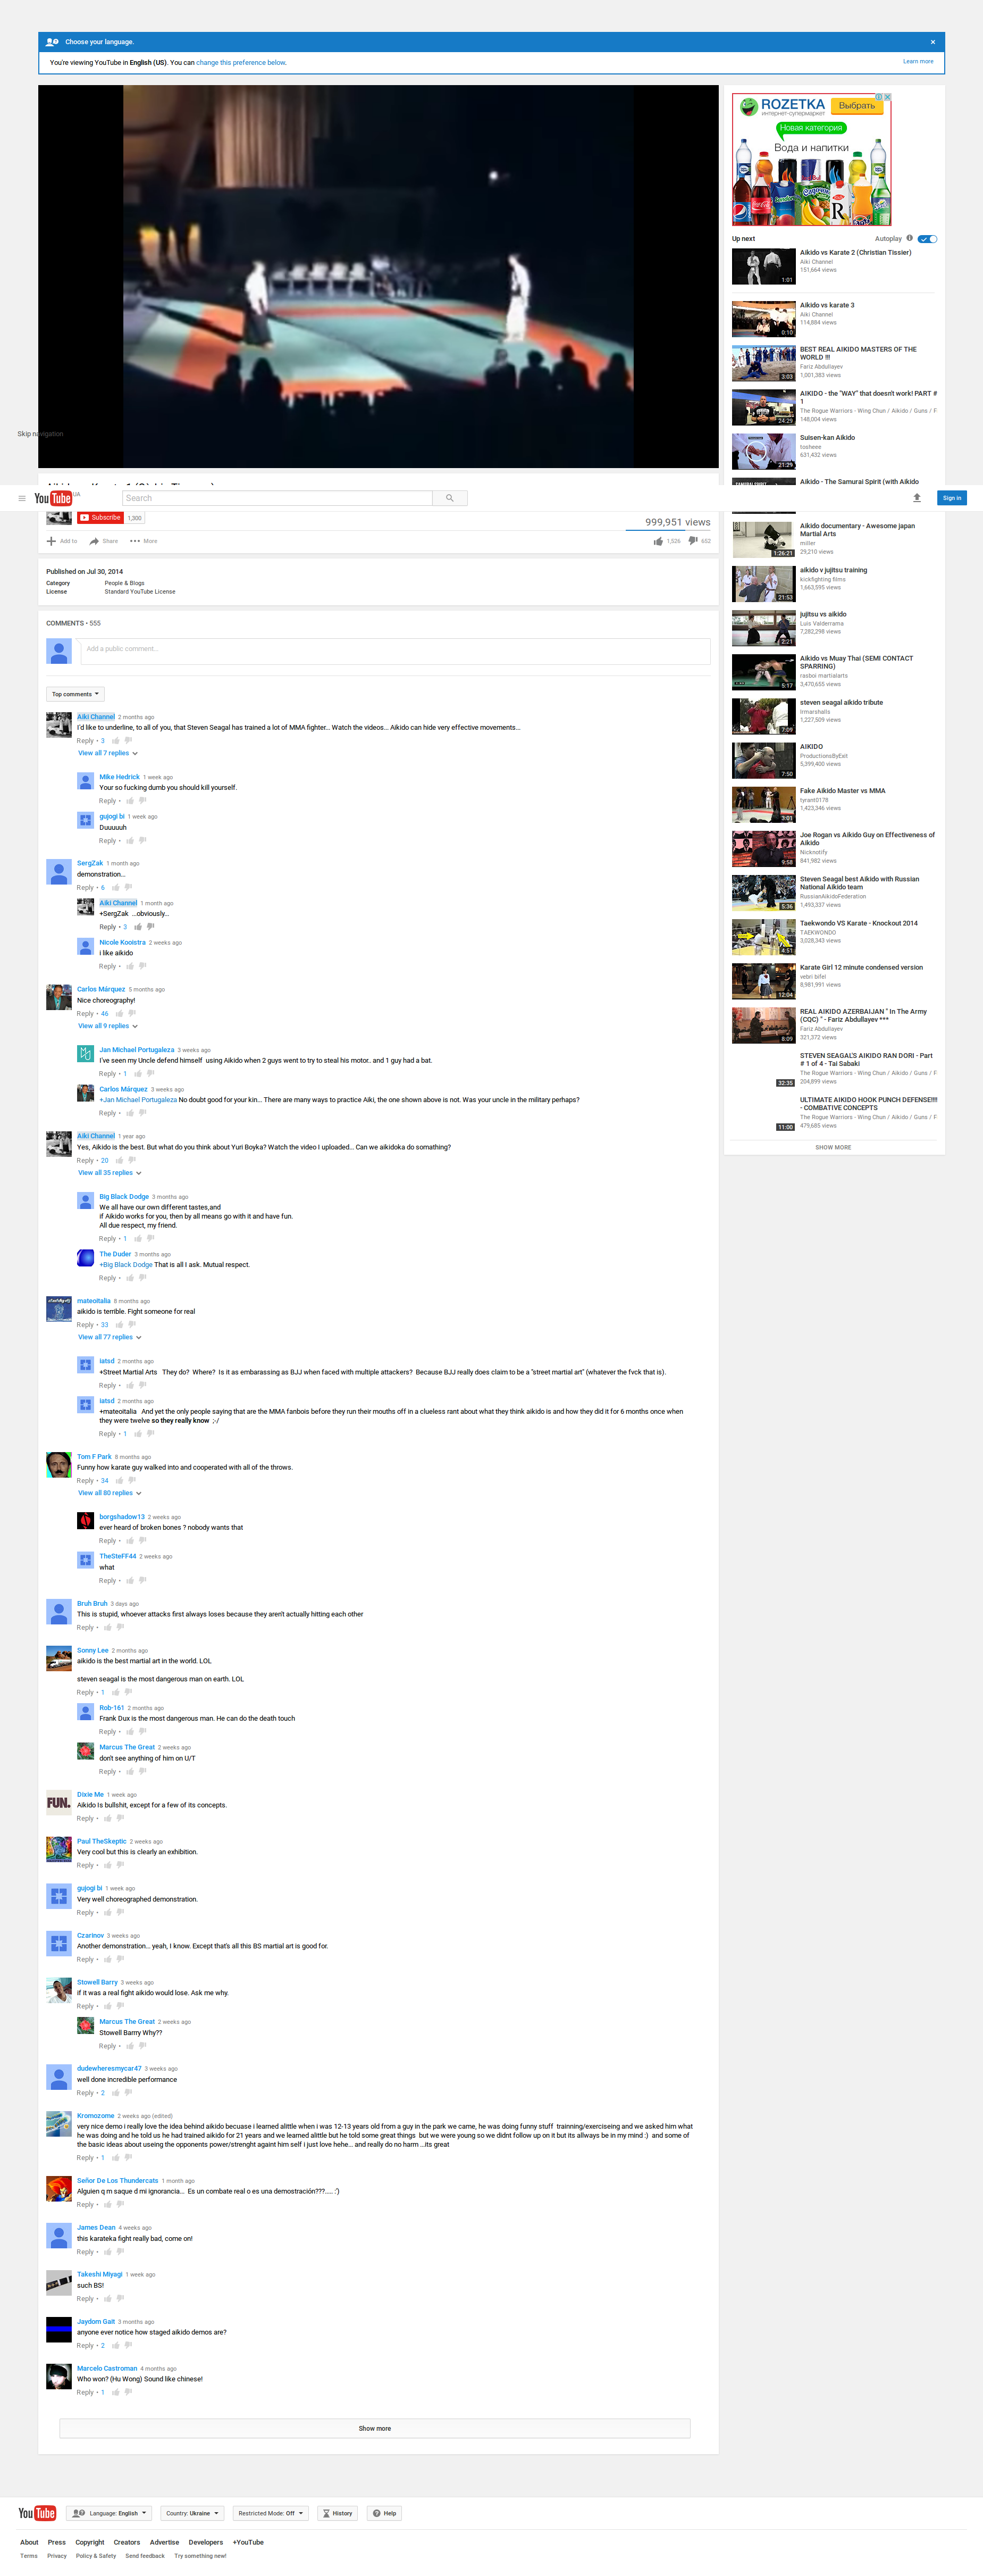 Choose your language.
×
You're viewing YouTube in English (US). You can change this preference below.
Learn more
Skip navigation
YouTube UA
Search
Sign in
Subscribe 1,300
999,951 views
Add to Share More
1,526 652
Published on Jul 30, 2014
Category People & Blogs
License Standard YouTube License
COMMENTS • 555
Add a public comment...
Top comments
Aiki Channel 2 months ago
I'd like to underline, to all of you, that Steven Seagal has trained a lot of MMA fighter... Watch the videos... Aikido can hide very effective movements...
Reply • 3
View all 7 replies
Mike Hedrick 1 week ago
Your so fucking dumb you should kill yourself.
Reply •
gujogi bi 1 week ago
Duuuuuh
Reply •
SergZak 1 month ago
demonstration...
Reply • 6
Aiki Channel 1 month ago
+SergZak ...obviously...
Reply • 3
Nicole Kooistra 2 weeks ago
i like aikido
Reply •
Carlos Márquez 5 months ago
Nice choreography!
Reply • 46
View all 9 replies
Jan Michael Portugaleza 3 weeks ago
I've seen my Uncle defend himself using Aikido when 2 guys went to try to steal his motor.. and 1 guy had a bat.
Reply • 1
Carlos Márquez 3 weeks ago
+Jan Michael Portugaleza No doubt good for your kin... There are many ways to practice Aiki, the one shown above is not. Was your uncle in the military perhaps?
Reply •
Aiki Channel 1 year ago
Yes, Aikido is the best. But what do you think about Yuri Boyka? Watch the video I uploaded... Can we aikidoka do something?
Reply • 20
View all 35 replies
Big Black Dodge 3 months ago
We all have our own different tastes,and
if Aikido works for you, then by all means go with it and have fun.
All due respect, my friend.
Reply • 1
The Duder 3 months ago
+Big Black Dodge That is all I ask. Mutual respect.
Reply •
mateoitalia 8 months ago
aikido is terrible. Fight someone for real
Reply • 33
View all 77 replies
iatsd 2 months ago
+Street Martial Arts They do? Where? Is it as embarassing as BJJ when faced with multiple attackers? Because BJJ really does claim to be a "street martial art" (whatever the fvck that is).
Reply •
iatsd 2 months ago
+mateoitalia And yet the only people saying that are the MMA fanbois before they run their mouths off in a clueless rant about what they think aikido is and how they did it for 6 months once when
they were twelve so they really know ;-/
Reply • 1
Tom F Park 8 months ago
Funny how karate guy walked into and cooperated with all of the throws.
Reply • 34
View all 80 replies
borgshadow13 2 weeks ago
ever heard of broken bones ? nobody wants that
Reply •
TheSteFF44 2 weeks ago
what
Reply •
Bruh Bruh 3 days ago
This is stupid, whoever attacks first always loses because they aren't actually hitting each other
Reply •
Sonny Lee 2 months ago
aikido is the best martial art in the world. LOL
steven seagal is the most dangerous man on earth. LOL
Reply • 1
Rob-161 2 months ago
Frank Dux is the most dangerous man. He can do the death touch
Reply •
Marcus The Great 2 weeks ago
don't see anything of him on U/T
Reply •
FUN.
Dixie Me 1 week ago
Aikido Is bullshit, except for a few of its concepts.
Reply •
Paul TheSkeptic 2 weeks ago
Very cool but this is clearly an exhibition.
Reply •
gujogi bi 1 week ago
Very well choreographed demonstration.
Reply •
Czarinov 3 weeks ago
Another demonstration... yeah, I know. Except that's all this BS martial art is good for.
Reply •
Stowell Barry 3 weeks ago
if it was a real fight aikido would lose. Ask me why.
Reply •
Marcus The Great 2 weeks ago
Stowell Barrry Why??
Reply •
dudewheresmycar47 3 weeks ago
well done incredible performance
Reply • 2
Kromozome 2 weeks ago (edited)
very nice demo i really love the idea behind aikido becuase i learned alittle when i was 12-13 years old from a guy in the park we came, he was doing funny stuff trainning/exerciseing and we asked him what
he was doing and he told us he had trained aikido for 21 years and we learned alittle but he told some great things but we were young so we didnt follow up on it but its allways be in my mind :) and some of
the basic ideas about useing the opponents power/strenght againt him self i just love hehe... and really do no harm ...its great
Reply • 1
Señor De Los Thundercats 1 month ago
Alguien q m saque d mi ignorancia... Es un combate real o es una demostración???..... :')
Reply •
James Dean 4 weeks ago
this karateka fight really bad, come on!
Reply •
Takeshi Miyagi 1 week ago
such BS!
Reply •
Jaydom Gait 3 months ago
anyone ever notice how staged aikido demos are?
Reply • 2
Marcelo Castroman 4 months ago
Who won? (Hu Wong) Sound like chinese!
Reply • 1
Show more
ROZETKA
интернет-супермаркет
Выбрать
Новая категория
Вода и напитки
Up next
Autoplay
Aikido vs Karate 2 (Christian Tissier)
Aiki Channel
151,664 views
1:01
Aikido vs karate 3
Aiki Channel
114,884 views
0:10
BEST REAL AIKIDO MASTERS OF THE
WORLD !!!
Fariz Abdullayev
1,001,383 views
3:03
AIKIDO - the "WAY" that doesn't work! PART #
1
The Rogue Warriors - Wing Chun / Aikido / Guns / F
148,004 views
24:29
Suisen-kan Aikido
tosheee
631,432 views
21:29
Aikido - The Samurai Spirit (with Aikido
Aikido documentary - Awesome japan
Martial Arts
miller
29,210 views
1:26:21
aikido v jujitsu training
kickfighting films
1,663,595 views
21:52
jujitsu vs aikido
Luis Valderrama
7,282,298 views
2:21
Aikido vs Muay Thai (SEMI CONTACT
SPARRING)
rasboi martialarts
3,470,655 views
5:17
steven seagal aikido tribute
Irmarshalls
1,227,509 views
7:09
AIKIDO
ProductionsByExit
5,399,400 views
7:50
Fake Aikido Master vs MMA
tyrant0178
1,423,346 views
3:01
Joe Rogan vs Aikido Guy on Effectiveness of
Aikido
Nicknotify
841,982 views
9:58
Steven Seagal best Aikido with Russian
National Aikido team
RussianAikidoFederation
1,493,337 views
5:36
Taekwondo VS Karate - Knockout 2014
TAEKWONDO
3,028,343 views
4:51
Karate Girl 12 minute condensed version
vebri bifel
8,981,991 views
12:04
REAL AIKIDO AZERBAIJAN " In The Army
(CQC) " - Fariz Abdullayev ***
Fariz Abdullayev
321,372 views
8:09
STEVEN SEAGAL'S AIKIDO RAN DORI - Part
# 1 of 4 - Tai Sabaki
The Rogue Warriors - Wing Chun / Aikido / Guns / F
204,899 views
32:35
ULTIMATE AIKIDO HOOK PUNCH DEFENSE!!!!
- COMBATIVE CONCEPTS
The Rogue Warriors - Wing Chun / Aikido / Guns / F
479,685 views
11:00
SHOW MORE
YouTube
Language: English
Country: Ukraine
Restricted Mode: Off
History
Help
About Press Copyright Creators Advertise Developers +YouTube
Terms Privacy Policy & Safety Send feedback Try something new!